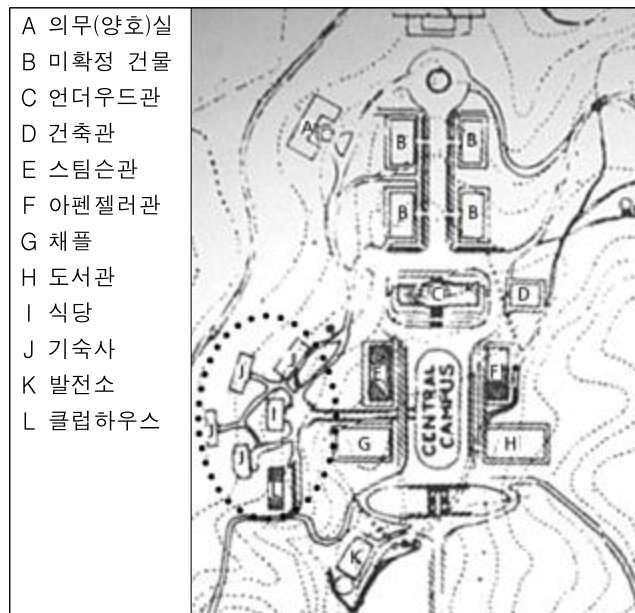 A 의무(양호)실
B 미확정 건물
C 언더우드관
D 건축관
E 스팀슨관
F 아펜젤러관
G 채플
H 도서관
I 식당
J 기숙사
K 발전소
L 클럽하우스
A
B B
B B
C
D
J
J
E
CENTRAL CAMPUS
F
I
J
J
G
H
K